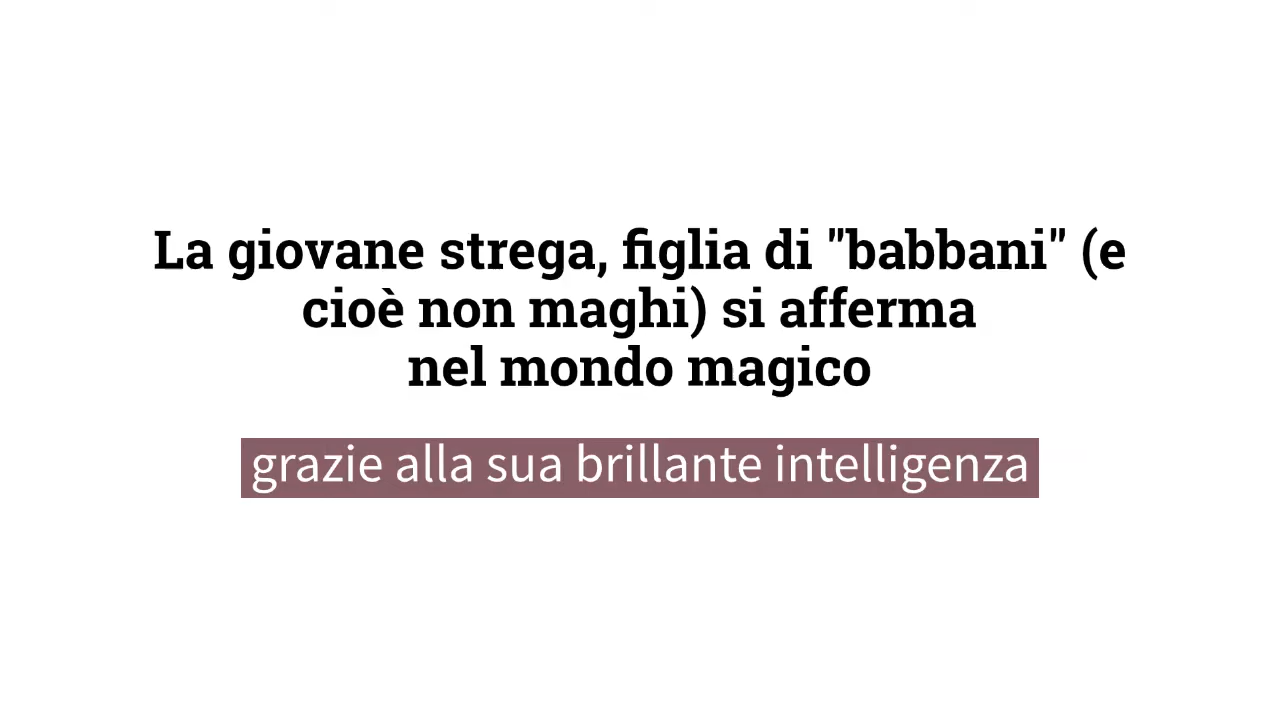 La giovane strega, figlia di "babbani" (e
cioè non maghi) si afferma
nel mondo magico
grazie alla sua brillante intelligenza